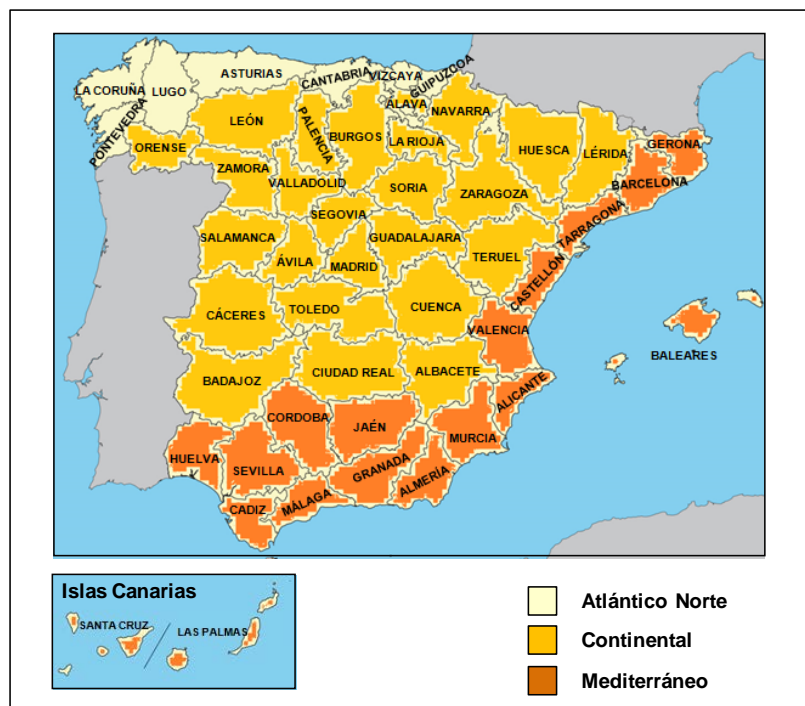 ASTURIAS
CANTABRIA
VIZCAYA
GUIPUZCOA
LA CORUÑA
LUGO
ÁLAVA
NAVARRA
PONTEVEDRA
LEÓN
PALENCIA
BURGOS
LA RIOJA
HUESCA
LÉRIDA
GERONA
ORENSE
ZAMORA
VALLADOLID
SORIA
ZARAGOZA
BARCELONA
SEGOVIA
TARRAGONA
SALAMANCA
ÁVILA
MADRID
GUADALAJARA
TERUEL
CASTELLÓN
CÁCERES
TOLEDO
CUENCA
VALENCIA
BALEARES
BADAJOZ
CIUDAD REAL
ALBACETE
ALICANTE
CORDOBA
JAÉN
MURCIA
HUELVA
SEVILLA
GRANADA
ALMERÍA
CADIZ
MÁLAGA
Islas Canarias
SANTA CRUZ
LAS PALMAS
Atlántico Norte
Continental
Mediterráneo